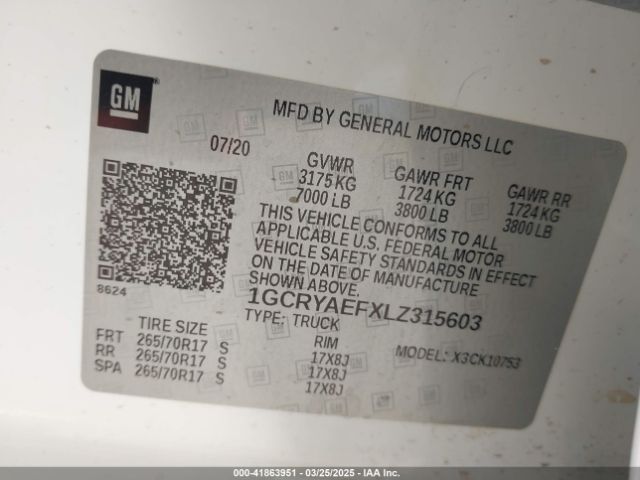 GM
MFD BY GENERAL MOTORS LLC
07/20
GVWR GAWR FRT GAWR RR
3175 KG 1724 KG 1724 KG
7000 LB 3800 LB 3800 LB
THIS VEHICLE CONFORMS TO ALL
APPLICABLE U.S. FEDERAL MOTOR
VEHICLE SAFETY STANDARDS IN EFFECT
ON THE DATE OF MANUFACTURE
SHOWN ABOVE.
8624
1GCRYAEFXLZ315603
TYPE: TRUCK
MODEL: X3CK10753
TIRE SIZE RIM
FRT 265/70R17 S 17X8J
RR 265/70R17 S 17X8J
SPA 265/70R17 S 17X8J
000-41863951 - 03/25/2025 - IAA Inc.